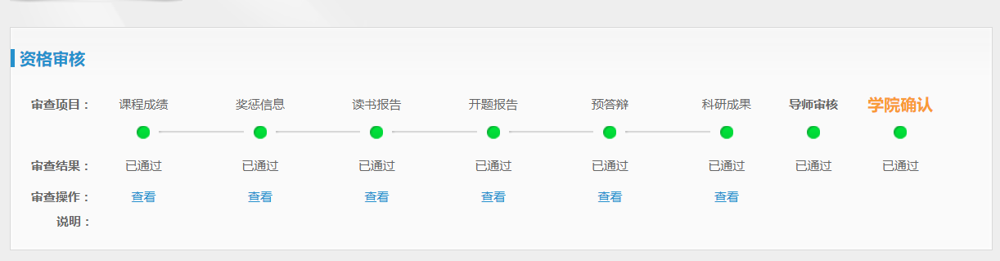 资格审核
审查项目： 课程成绩 奖惩信息 读书报告 开题报告 预答辩 科研成果 导师审核 学院确认
审查结果： 已通过 已通过 已通过 已通过 已通过 已通过 已通过 已通过
审查操作： 查看 查看 查看 查看 查看 查看
说明：